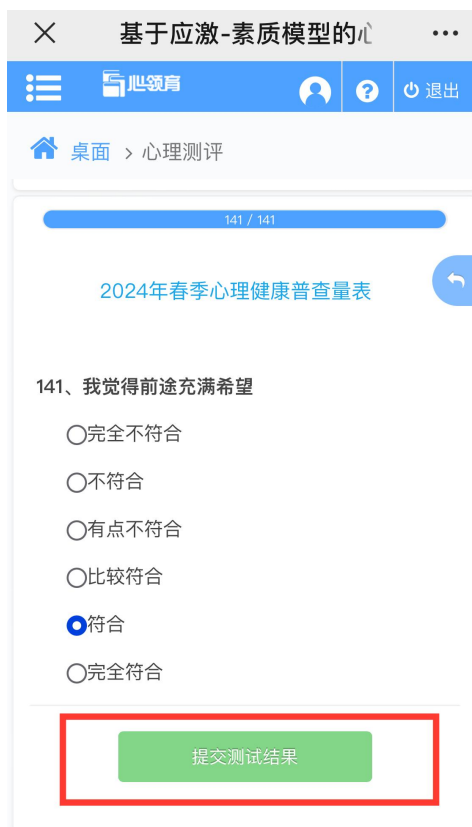 基于应激-素质模型的
心领育
退出
桌面 > 心理测评
141 / 141
2024年春季心理健康普查量表
141、我觉得前途充满希望
完全不符合
不符合
有点不符合
比较符合
符合
完全符合
提交测试结果